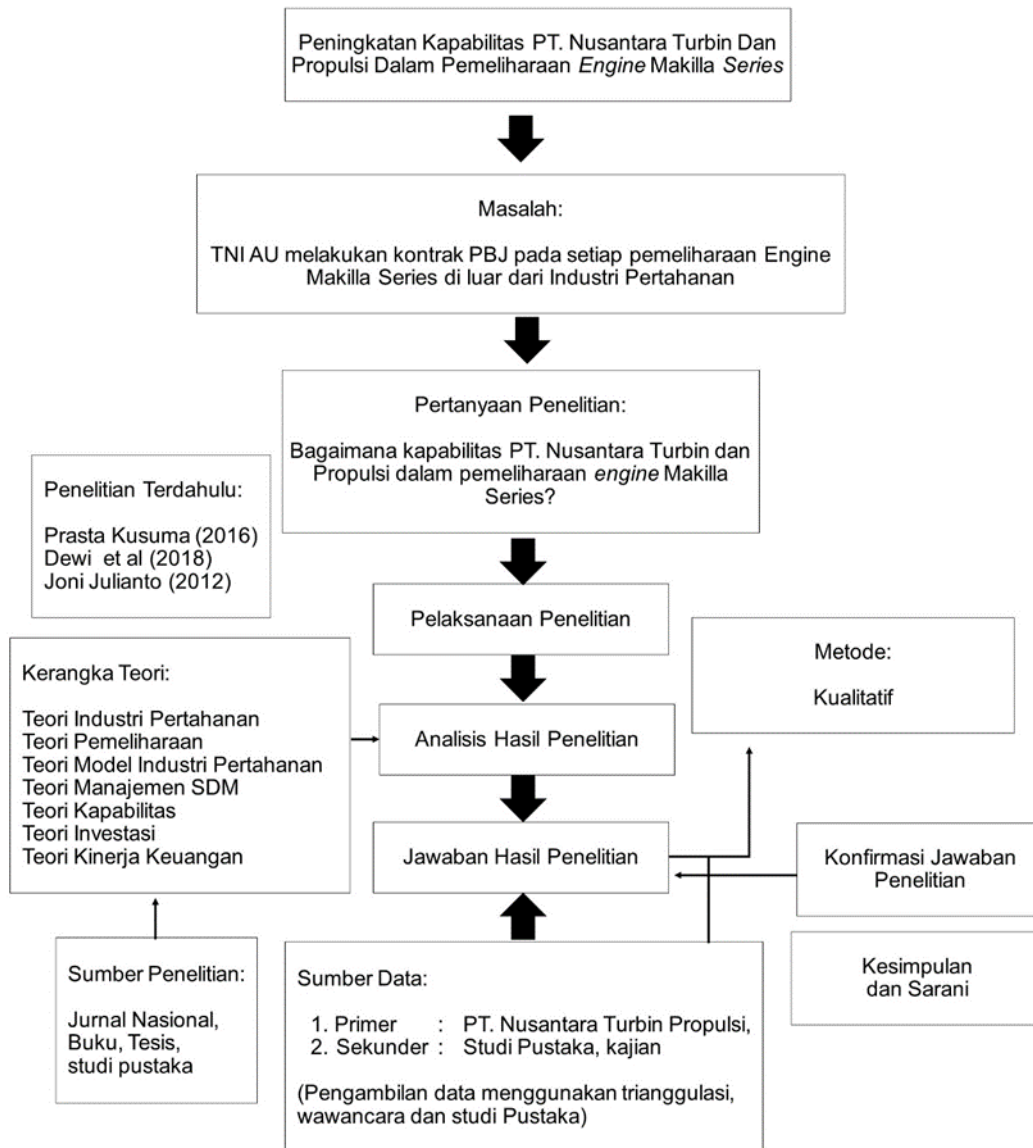 Peningkatan Kapabilitas PT. Nusantara Turbin Dan
Propulsi Dalam Pemeliharaan Engine Makilla Series
Masalah:
TNI AU melakukan kontrak PBJ pada setiap pemeliharaan Engine
Makilla Series di luar dari Industri Pertahanan
Pertanyaan Penelitian:
Bagaimana kapabilitas PT. Nusantara Turbin dan
Propulsi dalam pemeliharaan engine Makilla
Series?
Penelitian Terdahulu:
Prasta Kusuma (2016)
Dewi et al (2018)
Joni Julianto (2012)
Pelaksanaan Penelitian
Metode:
Kualitatif
Kerangka Teori:
Teori Industri Pertahanan
Teori Pemeliharaan
Teori Model Industri Pertahanan
Teori Manajemen SDM
Teori Kapabilitas
Teori Investasi
Teori Kinerja Keuangan
Analisis Hasil Penelitian
Jawaban Hasil Penelitian
Konfirmasi Jawaban
Penelitian
Sumber Penelitian:
Jurnal Nasional,
Buku, Tesis,
studi pustaka
Sumber Data:
1. Primer : PT. Nusantara Turbin Propulsi,
2. Sekunder : Studi Pustaka, kajian
(Pengambilan data menggunakan trianggulasi,
wawancara dan studi Pustaka)
Kesimpulan
dan Sarani